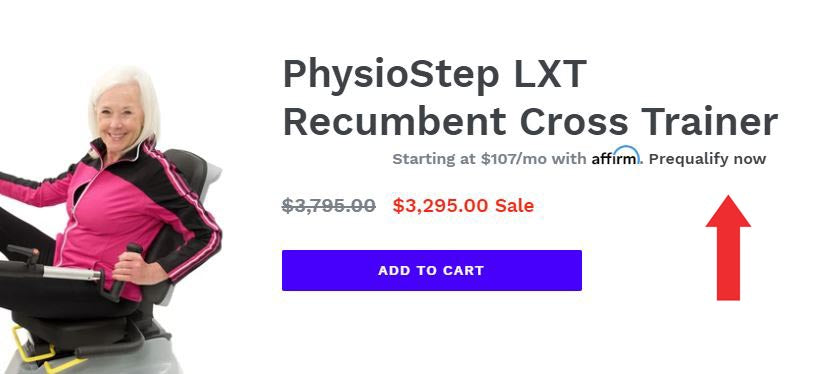 PhysioStep LXT
Recumbent Cross Trainer
Starting at $107/mo with affirm. Prequalify now
$3,795.00 $3,295.00 Sale
ADD TO CART